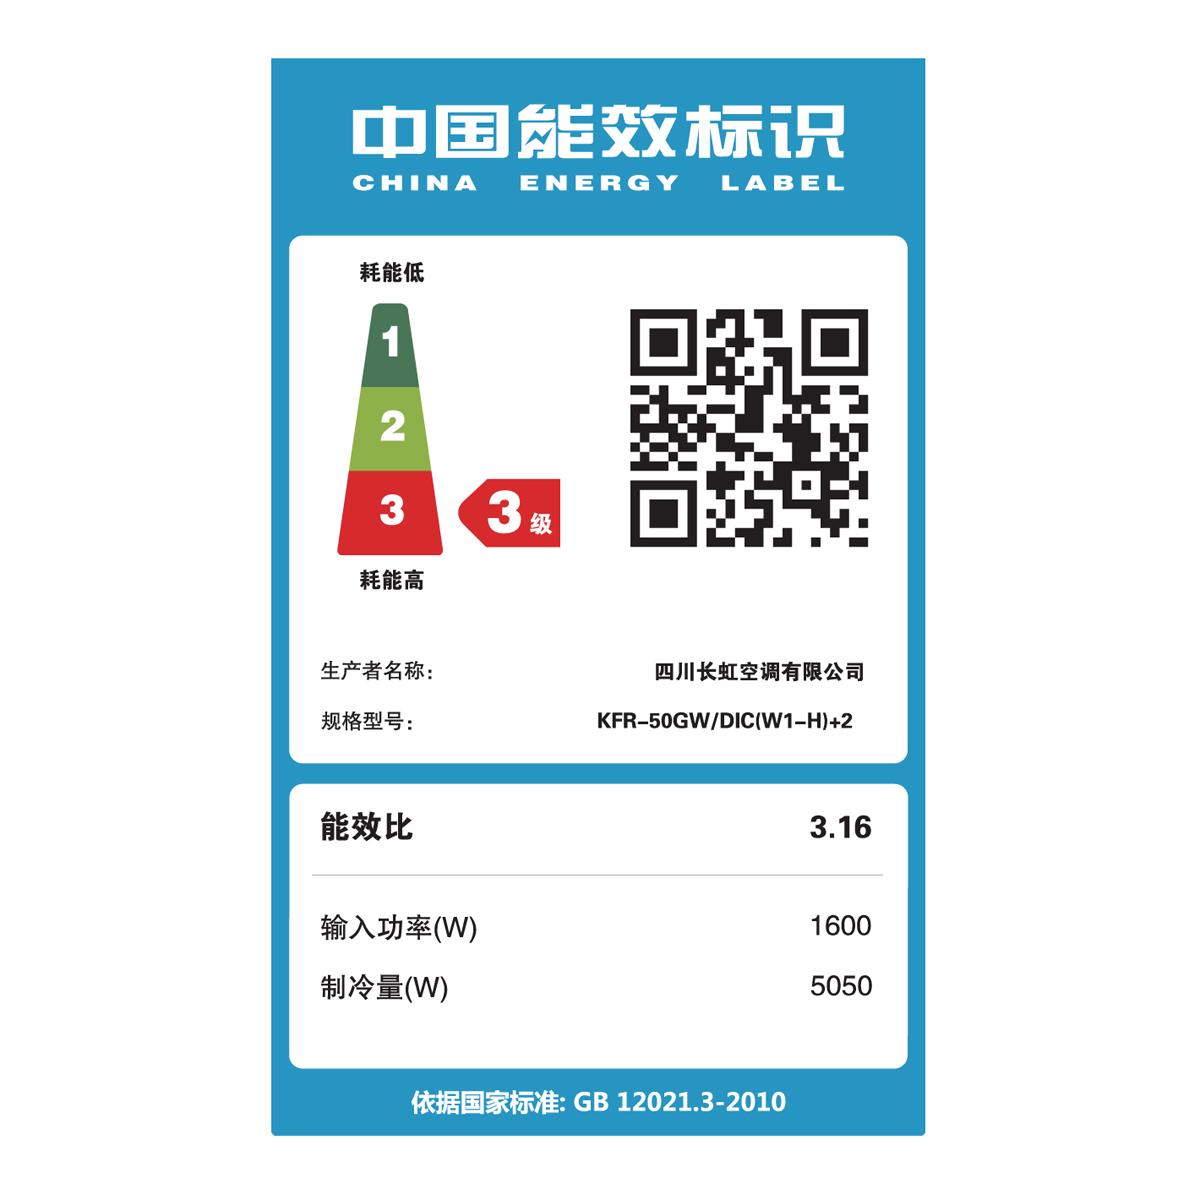 中国能效标识
CHINA ENERGY LABEL
耗能低
1
2
3
3级
耗能高
生产者名称: 四川长虹空调有限公司
规格型号: KFR-50GW/DIC(W1-H)+2
能效比 3.16
输入功率(W) 1600
制冷量(W) 5050
依据国家标准: GB 12021.3-2010